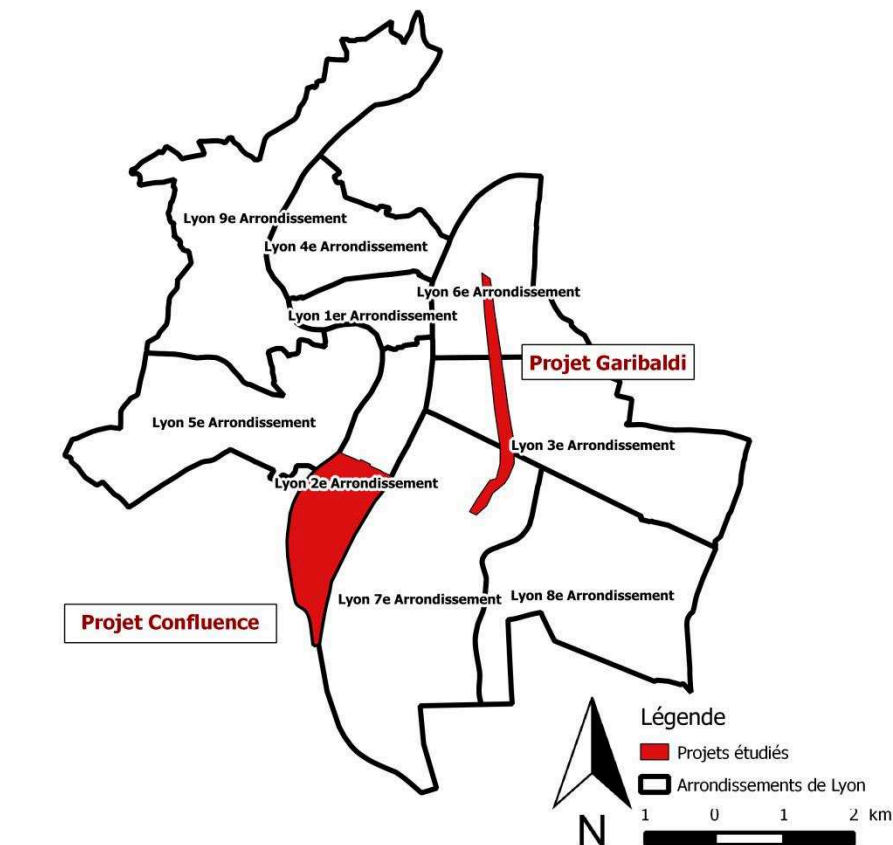 Lyon 9e Arrondissement
Lyon 4e Arrondissement
Lyon 6e Arrondissement
Lyon 1er Arrondissement
Projet Garibaldi
Lyon 5e Arrondissement
Lyon 3e Arrondissement
Lyon 2e Arrondissement
Lyon 7e Arrondissement
Lyon 8e Arrondissement
Projet Confluence
Légende
Projets étudiés
Arrondissements de Lyon
1 0 1 2 km
N